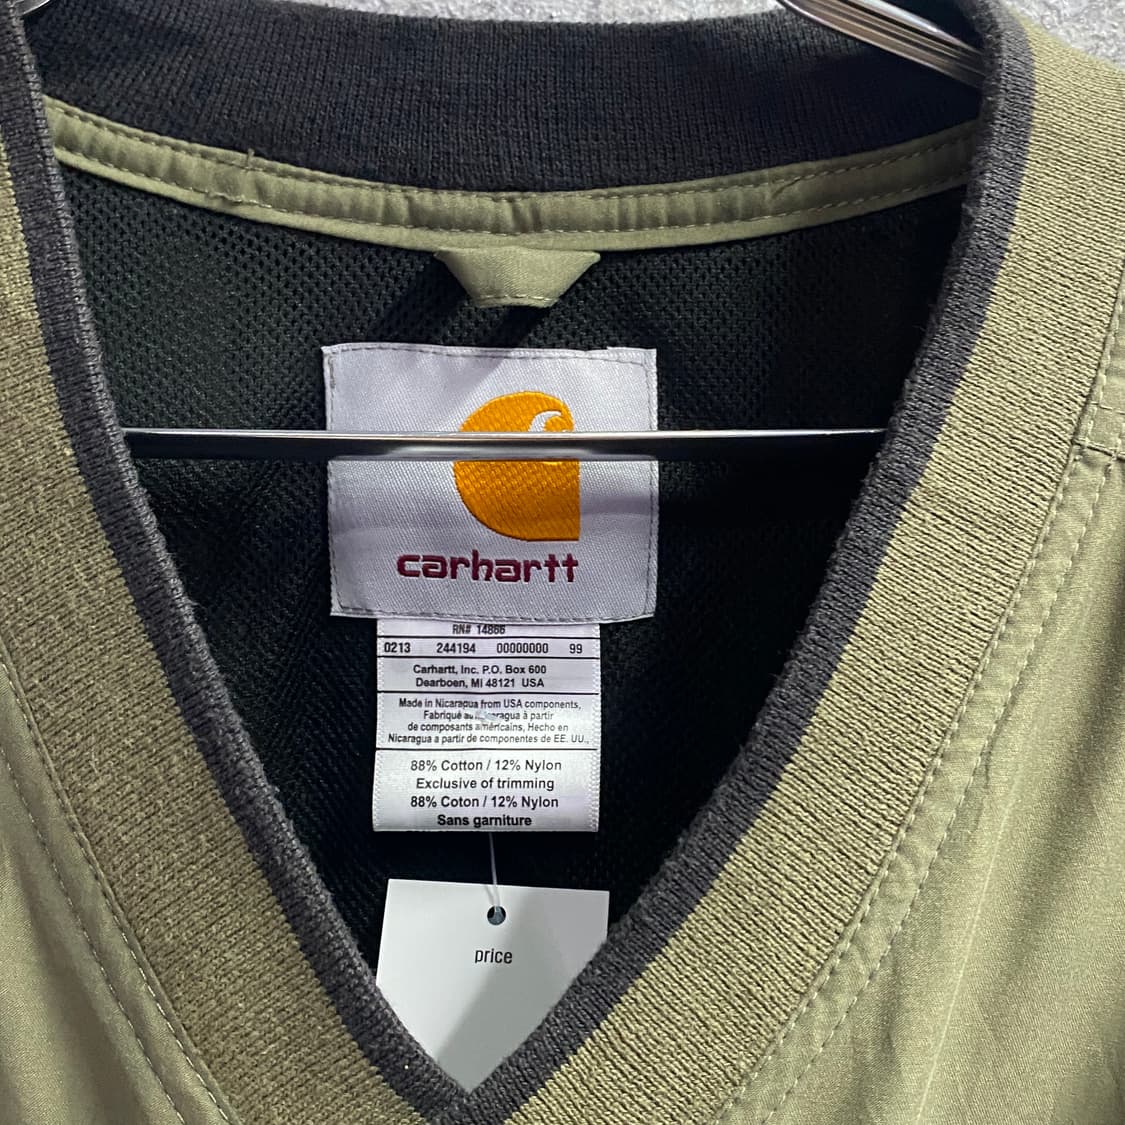 carhartt
RN# 14866
0213 244194 00000000 99
Carhartt, Inc. P.O. Box 600
Dearboen, MI 48121 USA
Made in Nicaragua from USA components,
Fabriqué au Nicaragua à partir
de composants américains, Hecho en
Nicaragua a partir de componentes de EE. UU.,
88% Cotton / 12% Nylon
Exclusive of trimming
88% Coton / 12% Nylon
Sans garniture
price